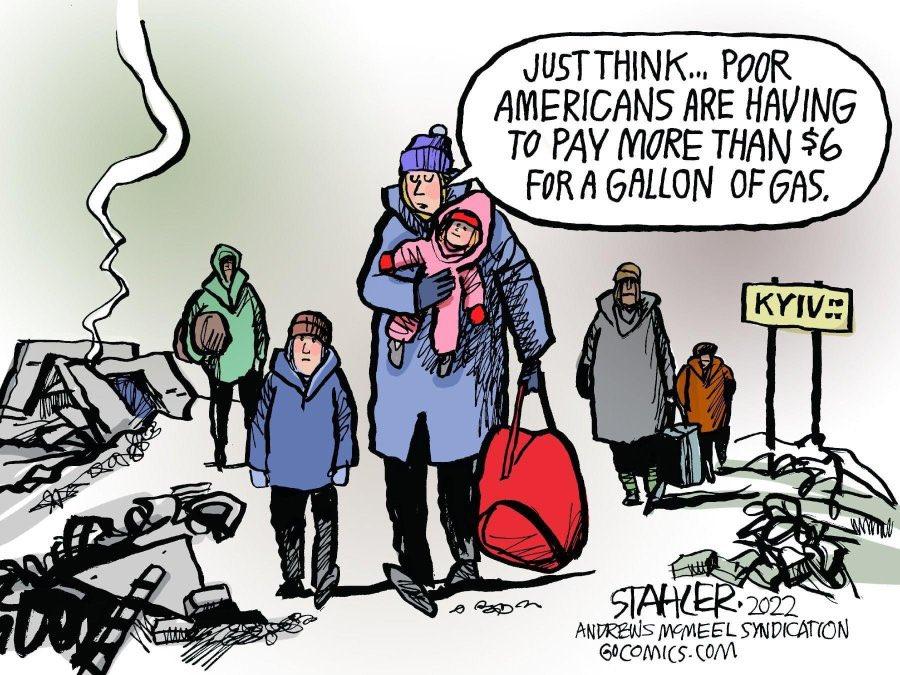 JUST THINK... POOR
AMERICANS ARE HAVING
TO PAY MORE THAN $6
FOR A GALLON OF GAS.
KYIV
STAHLER. 2022
ANDREWS MCMEEL SYNDICATION
GOCOMICS.COM